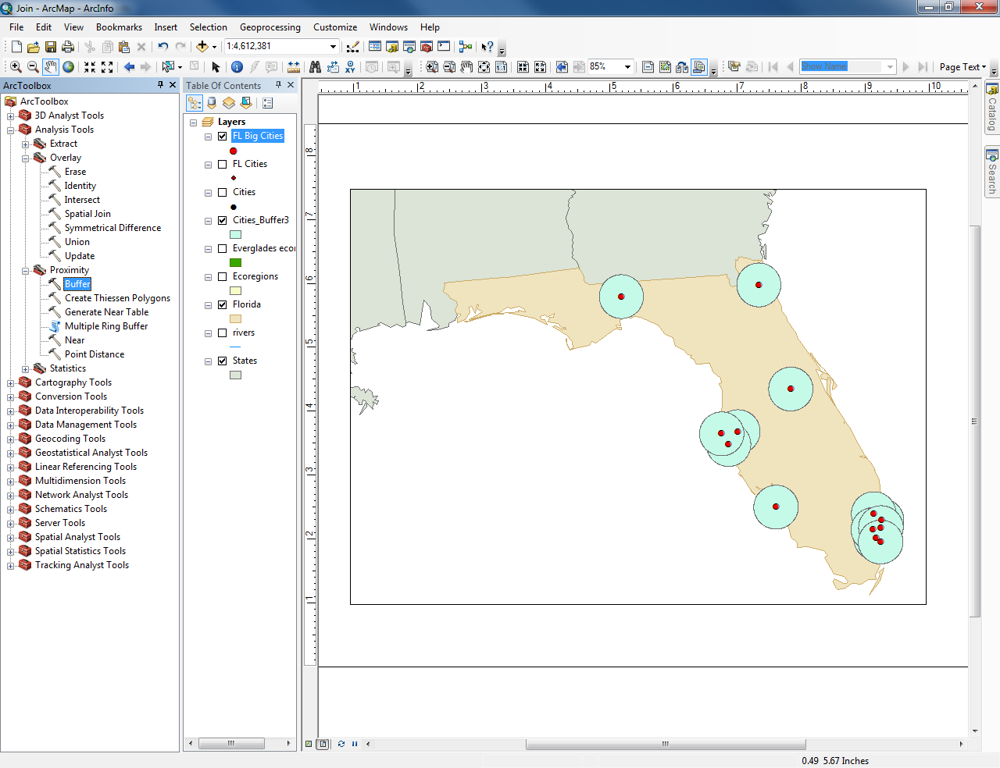 Join - ArcMap - ArcInfo
File Edit View Bookmarks Insert Selection Geoprocessing Customize Windows Help
1:4,612,381
85%
Show Name
Page Text
ArcToolbox
ArcToolbox
3D Analyst Tools
Analysis Tools
Extract
Overlay
Erase
Identity
Intersect
Spatial Join
Symmetrical Difference
Union
Update
Proximity
Buffer
Create Thiessen Polygons
Generate Near Table
Multiple Ring Buffer
Near
Point Distance
Statistics
Cartography Tools
Conversion Tools
Data Interoperability Tools
Data Management Tools
Geocoding Tools
Geostatistical Analyst Tools
Linear Referencing Tools
Multidimension Tools
Network Analyst Tools
Schematics Tools
Server Tools
Spatial Analyst Tools
Spatial Statistics Tools
Tracking Analyst Tools
Table Of Contents
Layers
FL Big Cities
FL Cities
Cities
Cities_Buffer3
Everglades ecor
Ecoregions
Florida
rivers
States
1 2 3 4 5 6 7 8 9 10
8
7
6
5
4
3
2
1
Catalog
Search
0.49 5.67 Inches